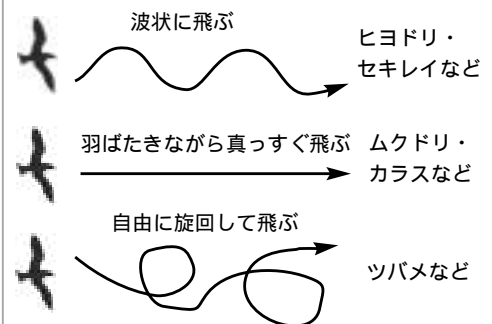 波状に飛ぶ
ヒヨドリ・
セキレイなど
羽ばたきながら真っすぐ飛ぶ
ムクドリ・
カラスなど
自由に旋回して飛ぶ
ツバメなど